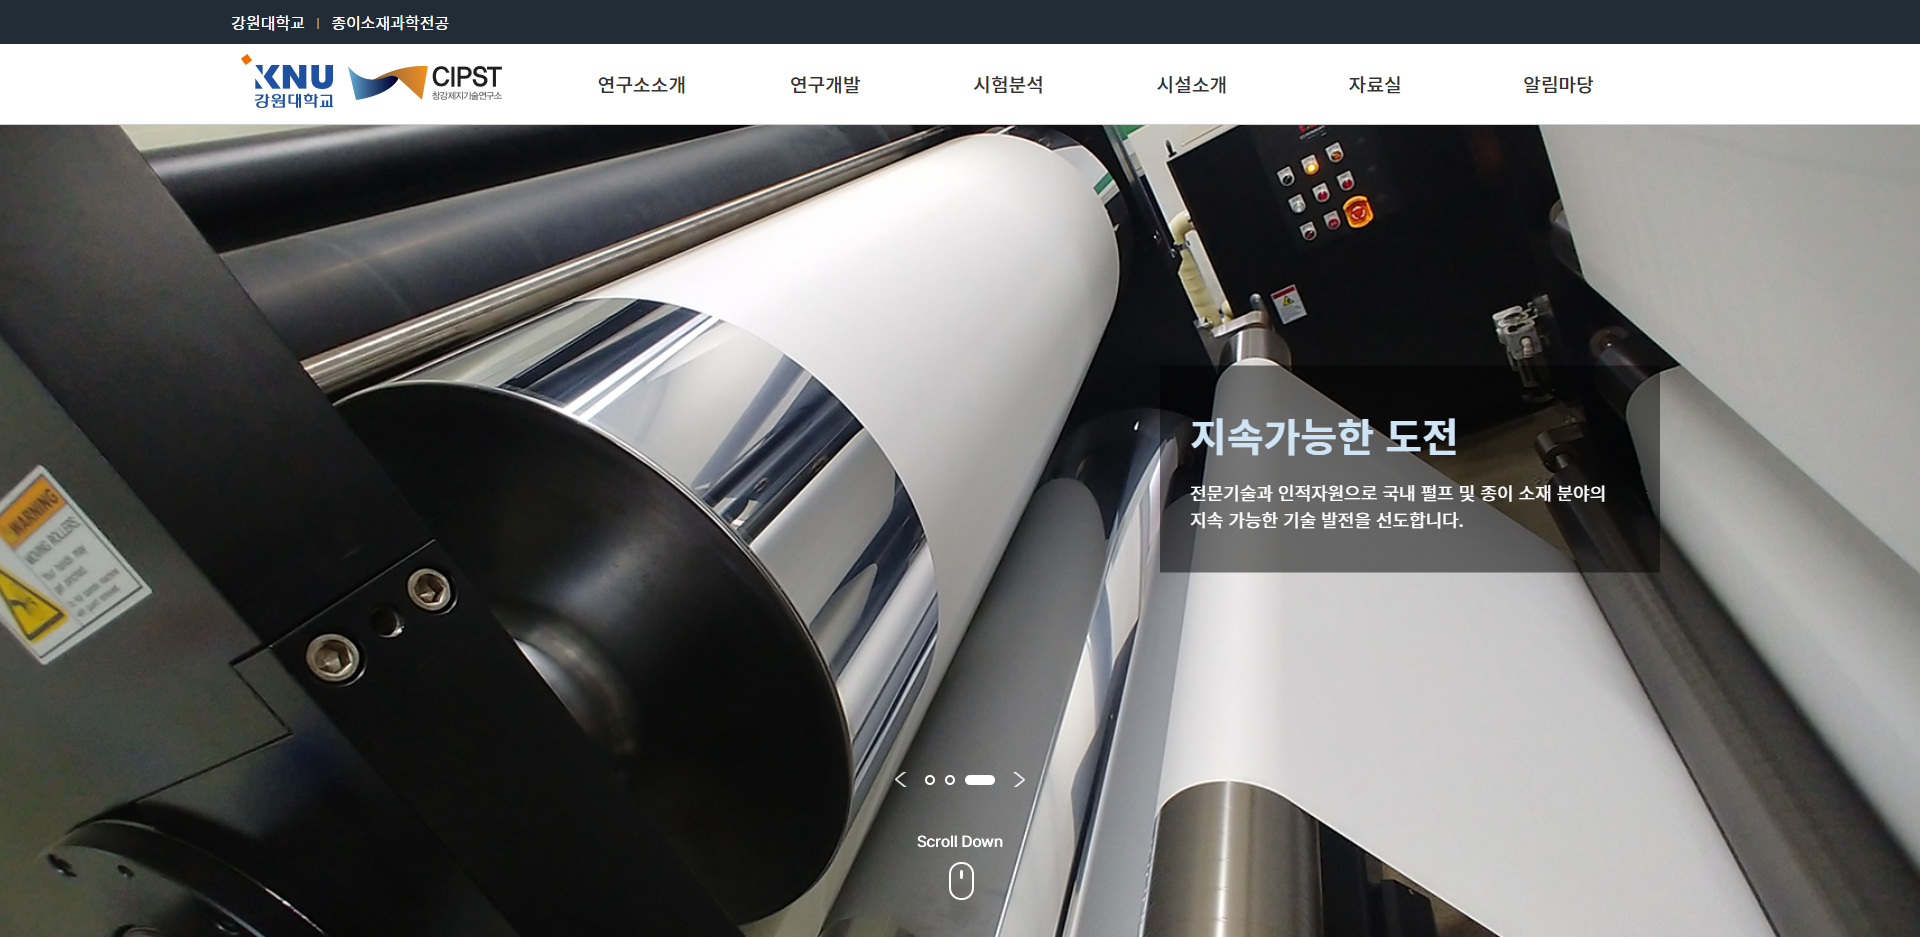 강원대학교 | 종이소재과학전공
KNU
강원대학교
CIPST
창강제지기술연구소
연구소소개 연구개발 시험분석 시설소개 자료실 알림마당
지속가능한 도전
전문기술과 인적자원으로 국내 펄프 및 종이 소재 분야의
지속 가능한 기술 발전을 선도합니다.
WARNING
MOVING ROLLERS
Your hands may
get pinched
Scroll Down